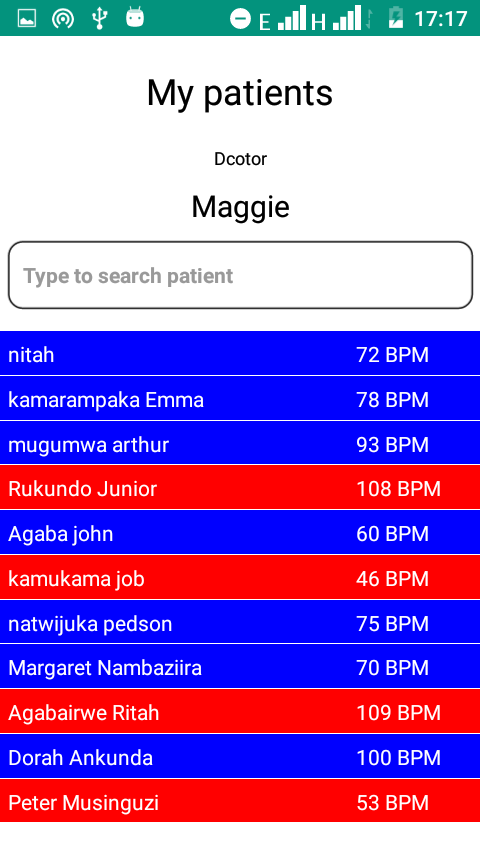 E H 17:17
My patients
Dcotor
Maggie
Type to search patient
nitah 72 BPM
kamarampaka Emma 78 BPM
mugumwa arthur 93 BPM
Rukundo Junior 108 BPM
Agaba john 60 BPM
kamukama job 46 BPM
natwijuka pedson 75 BPM
Margaret Nambaziira 70 BPM
Agabairwe Ritah 109 BPM
Dorah Ankunda 100 BPM
Peter Musinguzi 53 BPM